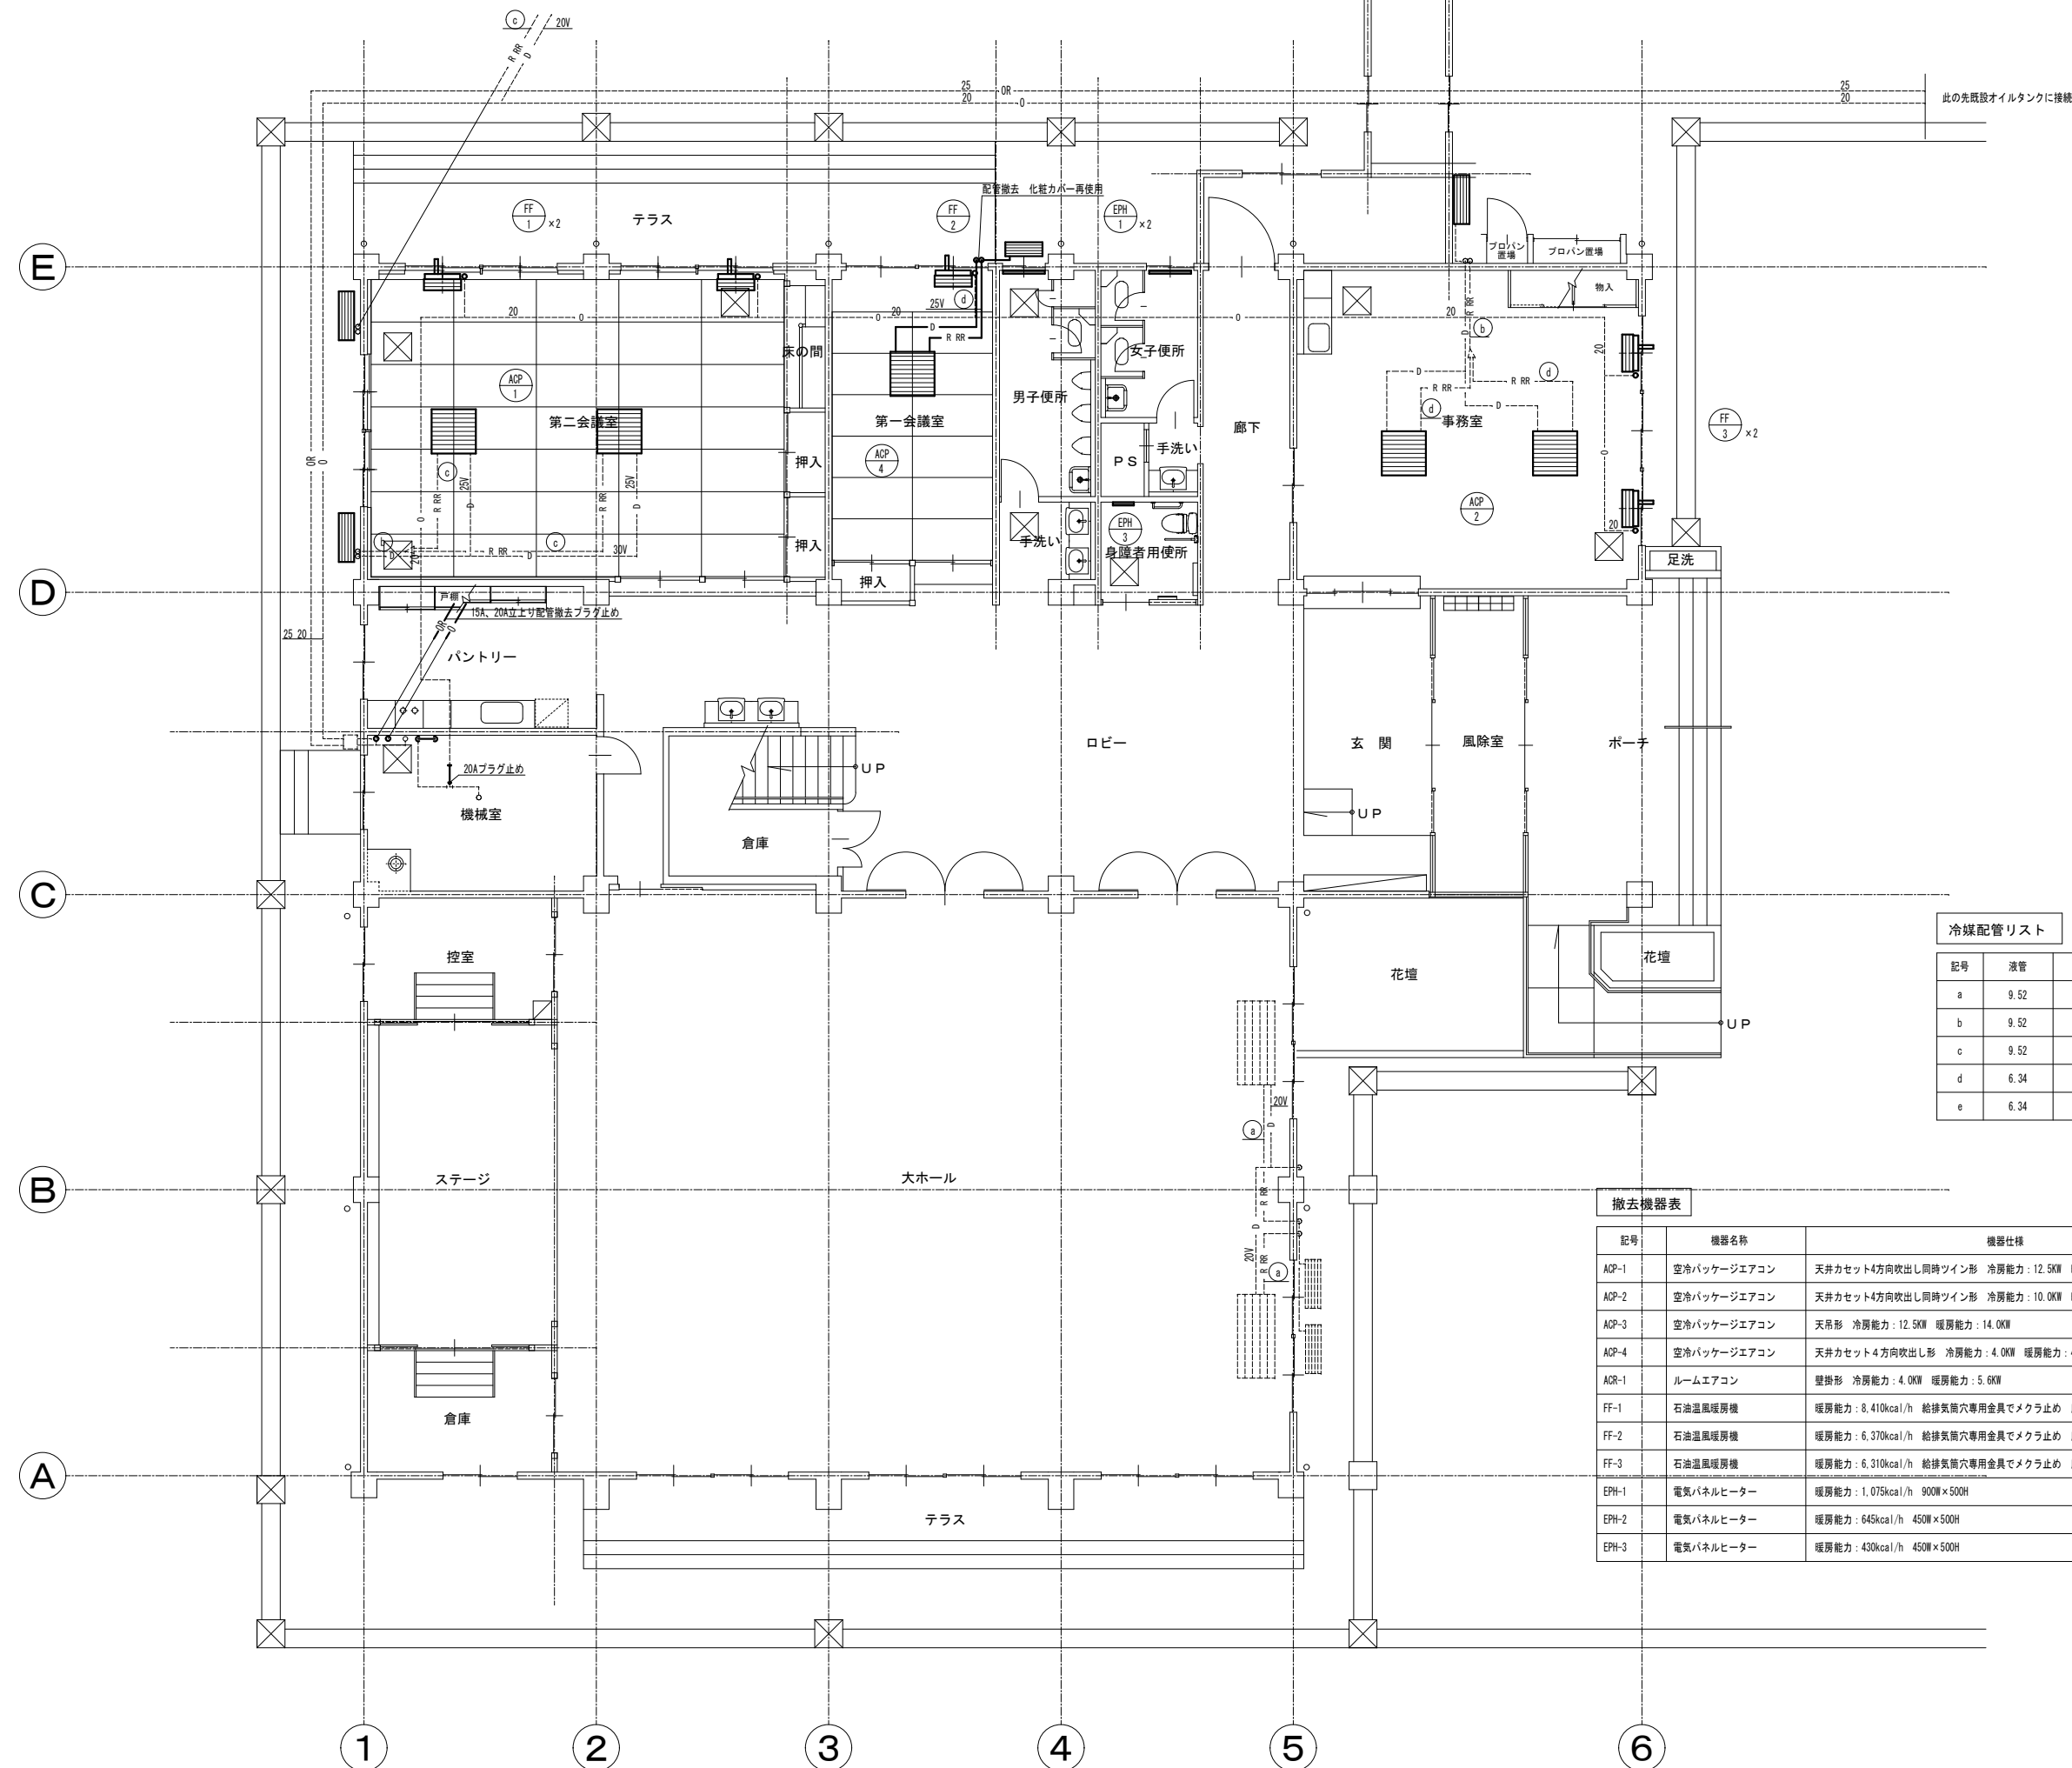 c 20V
R RR
D
25 OR
20 O
25
20
此の先既設オイルタンクに接続
配管撤去 化粧カバー再使用
FF 1 ×2
テラス
FF 2
EPH 1 ×2
プロパン置場
プロパン置場
物入
E
20 O
25V d
O 20
O
20
R RR
D
b
床の間
D
R RR
女子便所
ACP 1
第二会議室
第一会議室
男子便所
廊下
D
R RR
d
R RR
d
D
事務室
20
O
FF 3 ×2
OR
O
押入
ACP 4
PS
手洗い
ACP 2
c
R RR
25V
D
O
R RR
25V
D
20
b
D
R RR
D
c
30V
20
押入
手洗い
EPH 3
身障者用便所
足洗
D
戸棚
押入
15A、20A立上り配管撤去プラグ止め
OR
O
25 20
パントリー
ロビー
玄 関
風除室
ポーチ
UP
20Aプラグ止め
機械室
UP
倉庫
C
控室
花壇
花壇
UP
冷媒配管リスト
記号 液管
a 9.52
b 9.52
c 9.52
d 6.34
e 6.34
20V
a
D
R RR
B
ステージ
大ホール
20V
D
R RR
a
撤去機器表
記号 機器名称 機器仕様
ACP-1 空冷パッケージエアコン 天井カセット4方向吹出し同時ツイン形 冷房能力：12.5KW
ACP-2 空冷パッケージエアコン 天井カセット4方向吹出し同時ツイン形 冷房能力：10.0KW
ACP-3 空冷パッケージエアコン 天吊形 冷房能力：12.5KW 暖房能力：14.0KW
ACP-4 空冷パッケージエアコン 天井カセット４方向吹出し形 冷房能力：4.0KW 暖房能力：
ACR-1 ルームエアコン 壁掛形 冷房能力：4.0KW 暖房能力：5.6KW
FF-1 石油温風暖房機 暖房能力：8,410kcal/h 給排気筒穴専用金具でメクラ止め
FF-2 石油温風暖房機 暖房能力：6,370kcal/h 給排気筒穴専用金具でメクラ止め
FF-3 石油温風暖房機 暖房能力：6,310kcal/h 給排気筒穴専用金具でメクラ止め
EPH-1 電気パネルヒーター 暖房能力：1,075kcal/h 900W×500H
EPH-2 電気パネルヒーター 暖房能力：645kcal/h 450W×500H
EPH-3 電気パネルヒーター 暖房能力：430kcal/h 450W×500H
倉庫
A
テラス
1 2 3 4 5 6